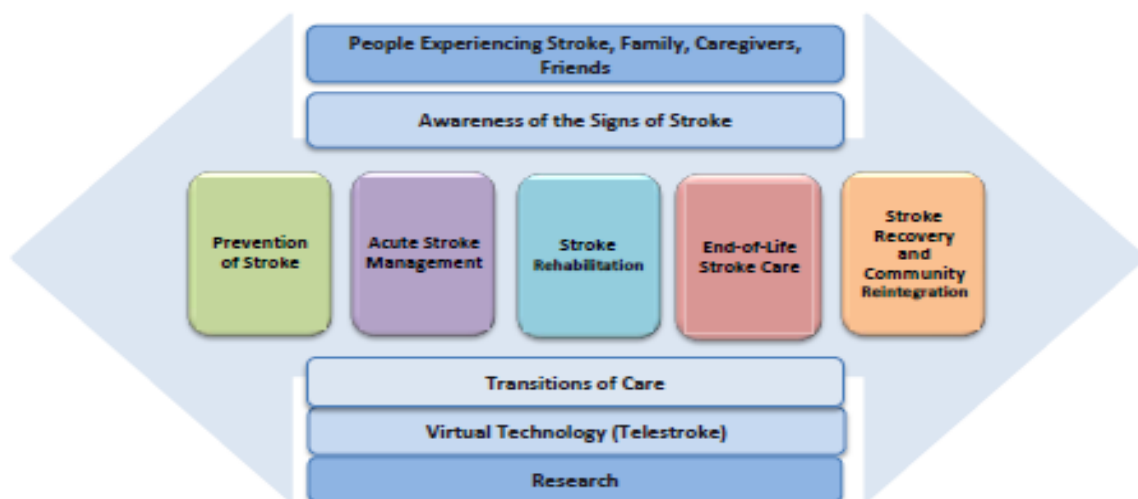 People Experiencing Stroke, Family, Caregivers,
Friends
Awareness of the Signs of Stroke
Prevention
of Stroke
Acute Stroke
Management
Stroke
Rehabilitation
End-of-Life
Stroke Care
Stroke
Recovery
and
Community
Reintegration
Transitions of Care
Virtual Technology (Telestroke)
Research